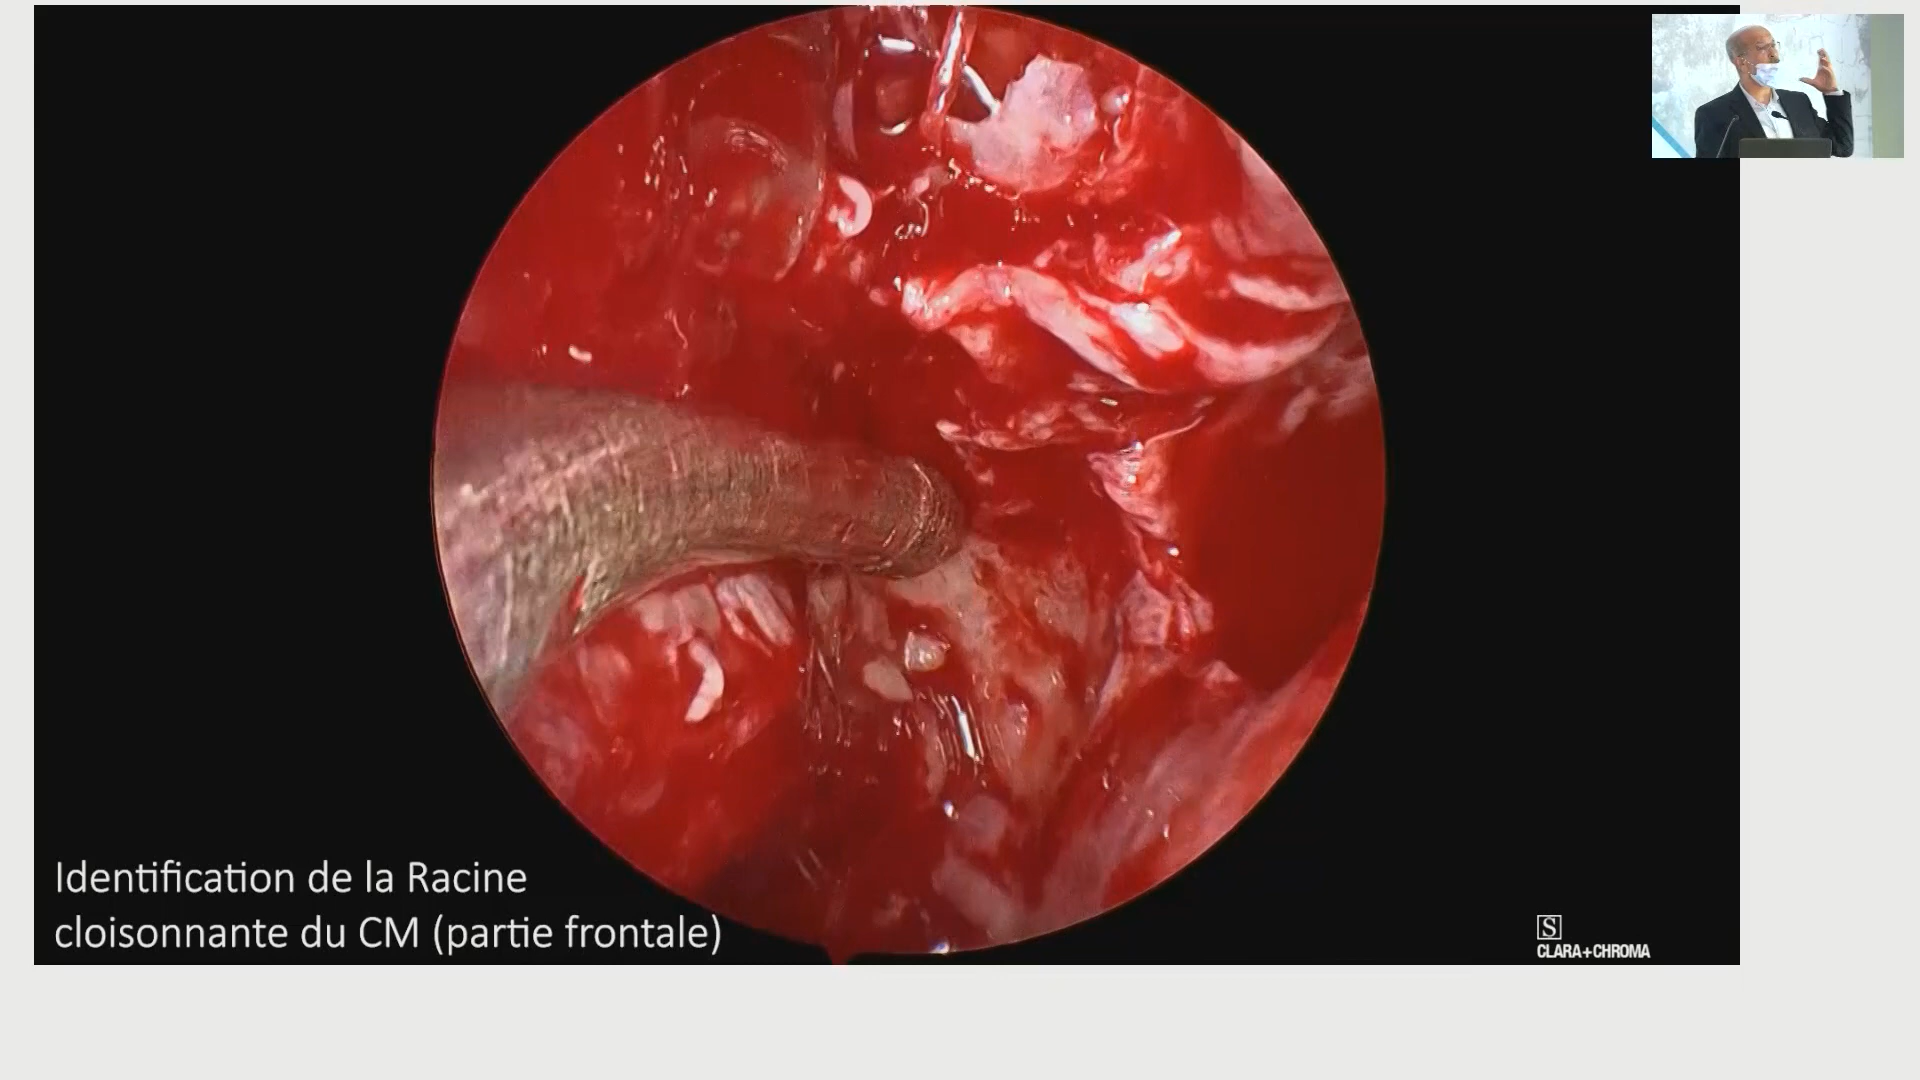 Identification de la Racine
cloisonnante du CM (partie frontale)
S
CLARA+CHROMA